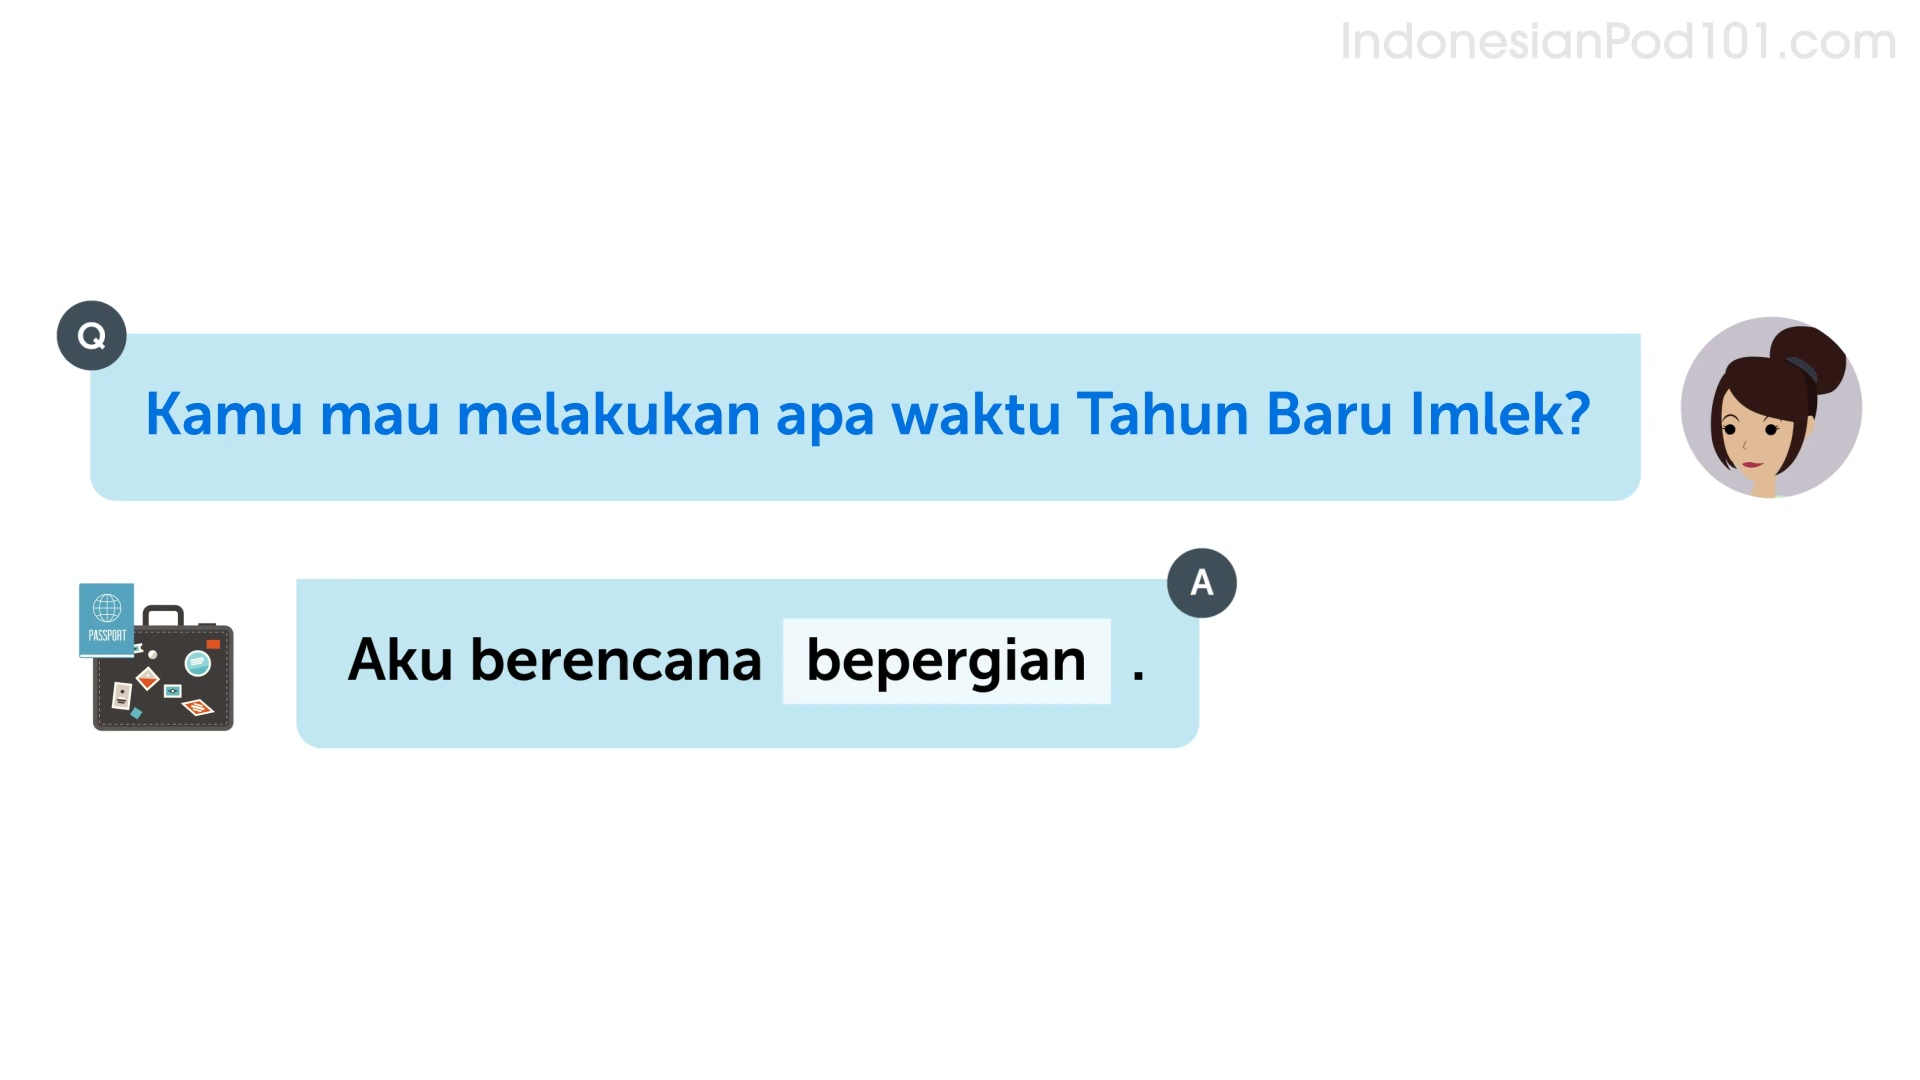 IndonesianPod101.com
Q
Kamu mau melakukan apa waktu Tahun Baru Imlek?
A
PASSPORT
Aku berencana bepergian .